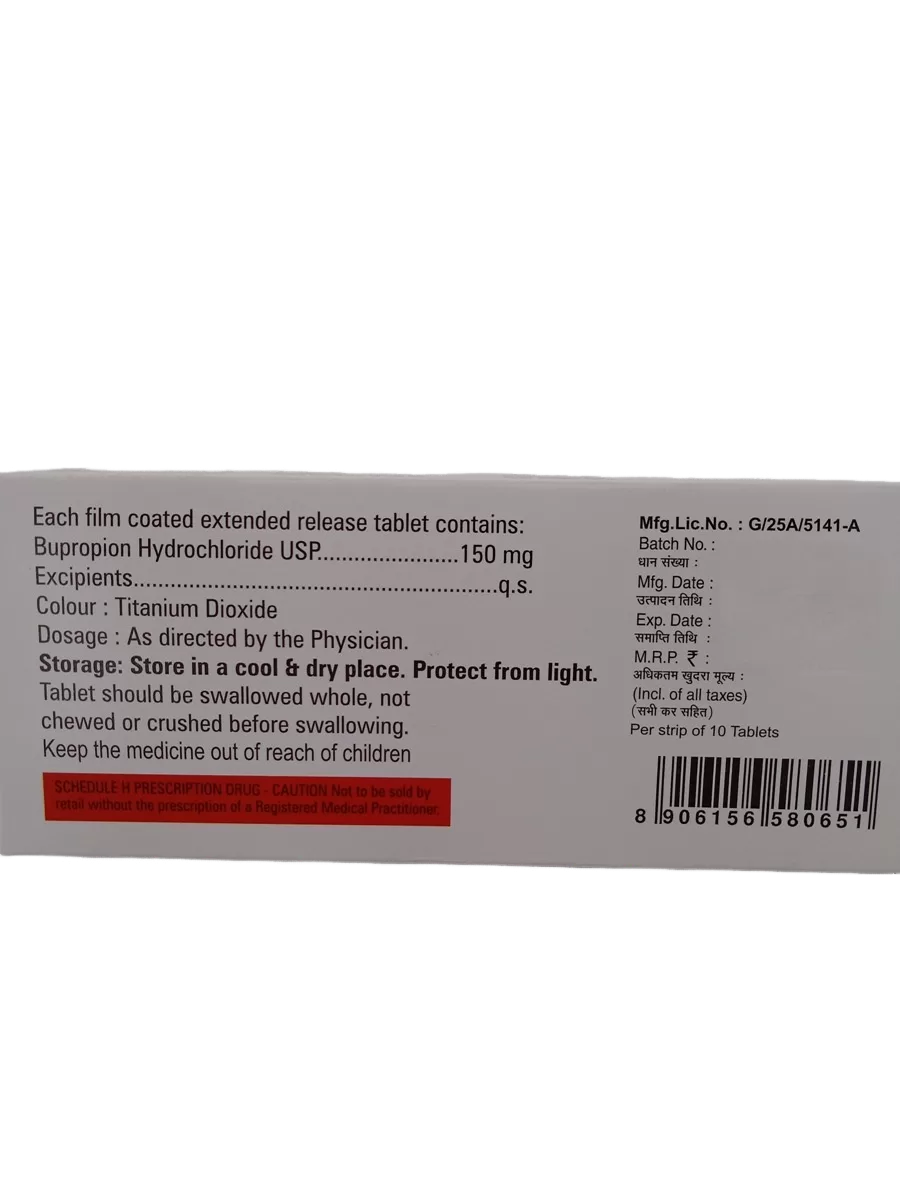 Each film coated extended release tablet contains:
Bupropion Hydrochloride USP.......................150 mg
Excipients....................................................q.s.
Colour : Titanium Dioxide
Dosage : As directed by the Physician.
Storage: Store in a cool & dry place. Protect from light.
Tablet should be swallowed whole, not
chewed or crushed before swallowing.
Keep the medicine out of reach of children
SCHEDULE H PRESCRIPTION DRUG - CAUTION Not to be sold by
retail without the prescription of a Registered Medical Practitioner.
Mfg.Lic.No. : G/25A/5141-A
Batch No. :
धान संख्या :
Mfg. Date :
उत्पादन तिथि :
Exp. Date :
समाप्ति तिथि :
M.R.P. ₹ :
अधिकतम खुदरा मूल्य :
(Incl. of all taxes)
(सभी कर सहित)
Per strip of 10 Tablets
8 906156 580651